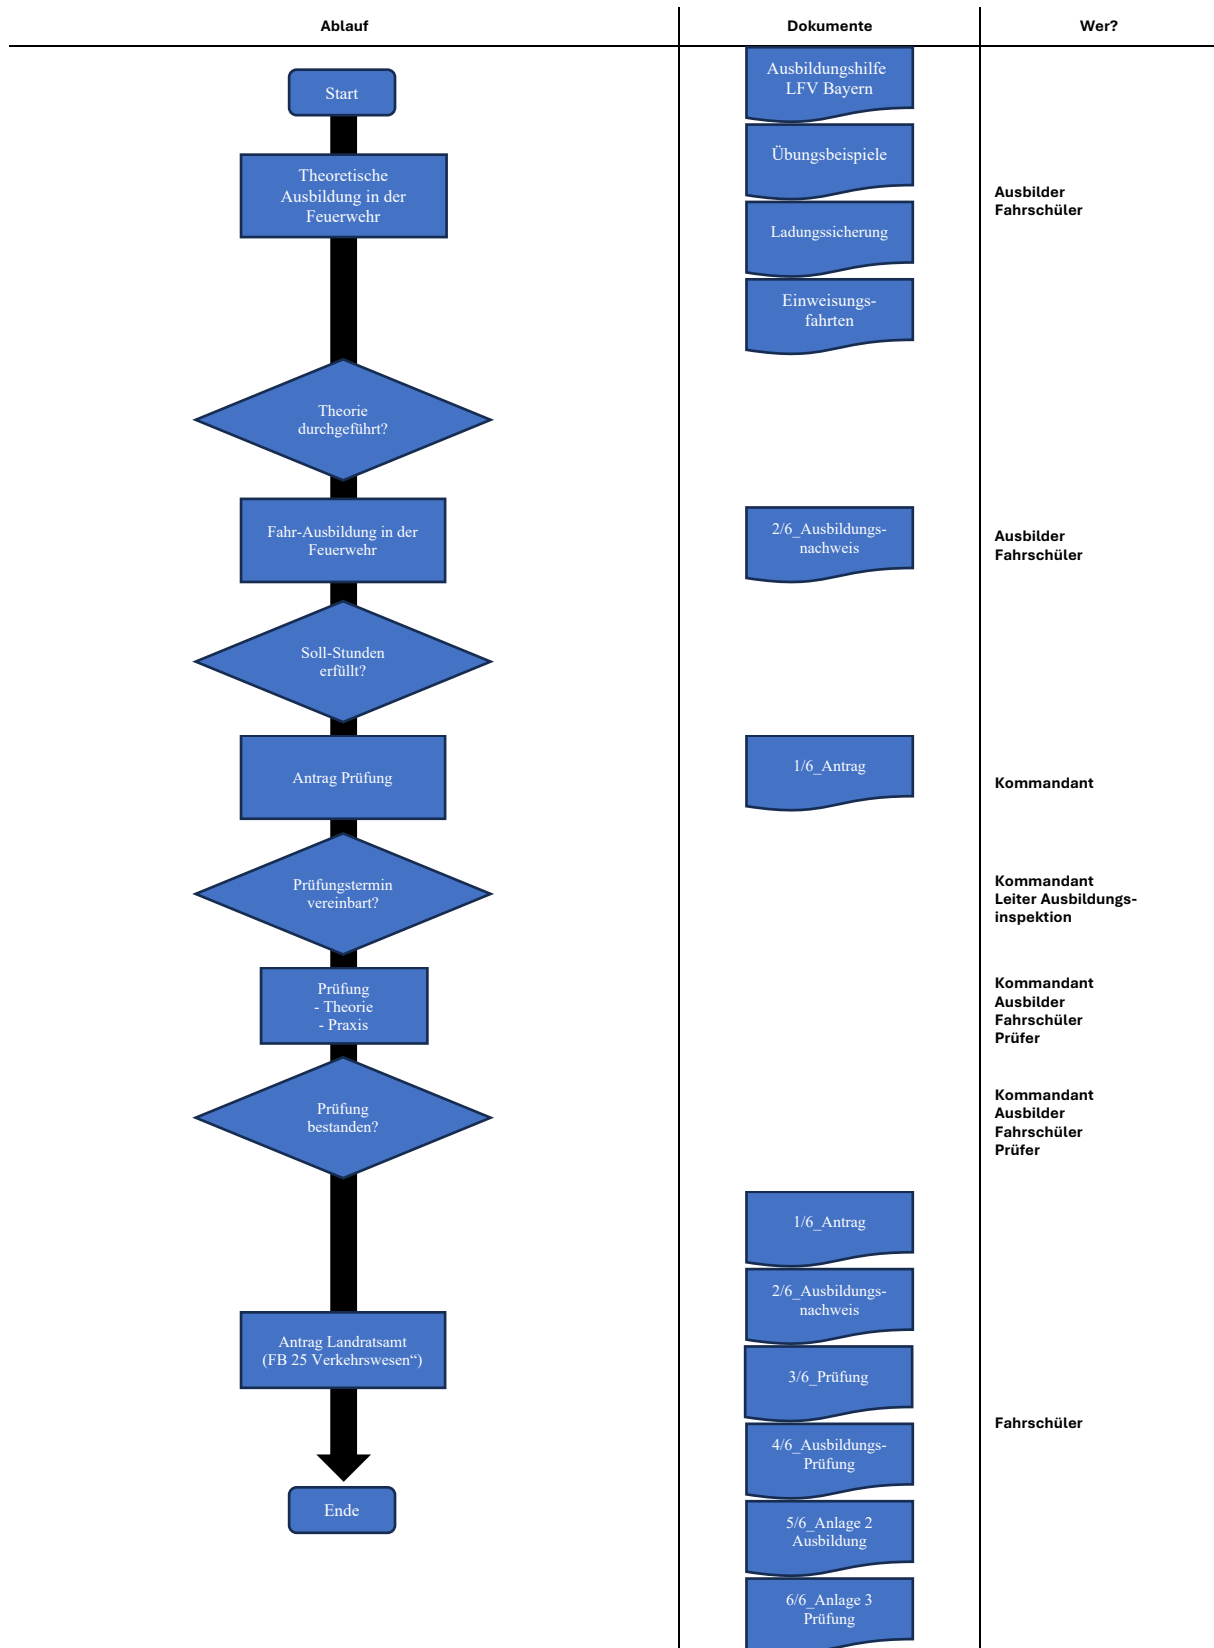 Ablauf
Dokumente
Wer?
Start
Ausbildungshilfe
LFV Bayern
Theoretische
Ausbildung in der
Feuerwehr
Übungsbeispiele
Ladungssicherung
Einweisungs-
fahrten
Ausbilder
Fahrschüler
Theorie
durchgeführt?
Fahr-Ausbildung in der
Feuerwehr
2/6_Ausbildungs-
nachweis
Ausbilder
Fahrschüler
Soll-Stunden
erfüllt?
Antrag Prüfung
1/6_Antrag
Kommandant
Prüfungstermin
vereinbart?
Kommandant
Leiter Ausbildungs-
inspektion
Prüfung
- Theorie
- Praxis
Kommandant
Ausbilder
Fahrschüler
Prüfer
Prüfung
bestanden?
Kommandant
Ausbilder
Fahrschüler
Prüfer
Antrag Landratsamt
(FB 25 Verkehrswesen“)
1/6_Antrag
2/6_Ausbildungs-
nachweis
3/6_Prüfung
4/6_Ausbildungs-
Prüfung
5/6_Anlage 2
Ausbildung
6/6_Anlage 3
Prüfung
Fahrschüler
Ende